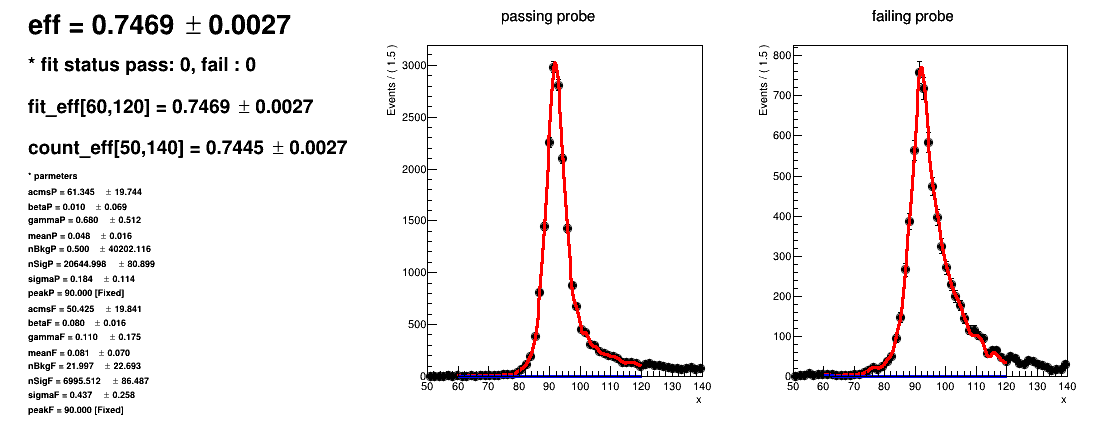 eff = 0.7469 ± 0.0027
* fit status pass: 0, fail : 0
fit_eff[60,120] = 0.7469 ± 0.0027
count_eff[50,140] = 0.7445 ± 0.0027
* parmeters
acmsP = 61.345 ± 19.744
betaP = 0.010 ± 0.069
gammaP = 0.680 ± 0.512
meanP = 0.048 ± 0.016
nBkgP = 0.500 ± 40202.116
nSigP = 20644.998 ± 80.899
sigmaP = 0.184 ± 0.114
peakP = 90.000 [Fixed]
acmsF = 50.425 ± 19.841
betaF = 0.080 ± 0.016
gammaF = 0.110 ± 0.175
meanF = 0.081 ± 0.070
nBkgF = 21.997 ± 22.693
nSigF = 6995.512 ± 86.487
sigmaF = 0.437 ± 0.258
peakF = 90.000 [Fixed]
passing probe
Events / ( 1.5 )
3000
2500
2000
1500
1000
500
0
50 60 70 80 90 100 110 120 130 140
x
failing probe
Events / ( 1.5 )
800
700
600
500
400
300
200
100
0
50 60 70 80 90 100 110 120 130 140
x